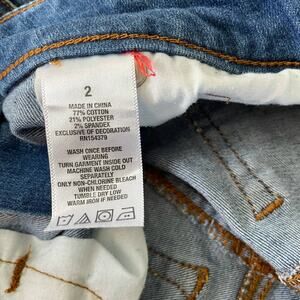 2
MADE IN CHINA
77% COTTON
21% POLYESTER
2% SPANDEX
EXCLUSIVE OF DECORATION
RN154379
WASH ONCE BEFORE
WEARING
TURN GARMENT INSIDE OUT
MACHINE WASH COLD
SEPARATELY
ONLY NON-CHLORINE BLEACH
WHEN NEEDED
TUMBLE DRY LOW
WARM IRON IF NEEDED